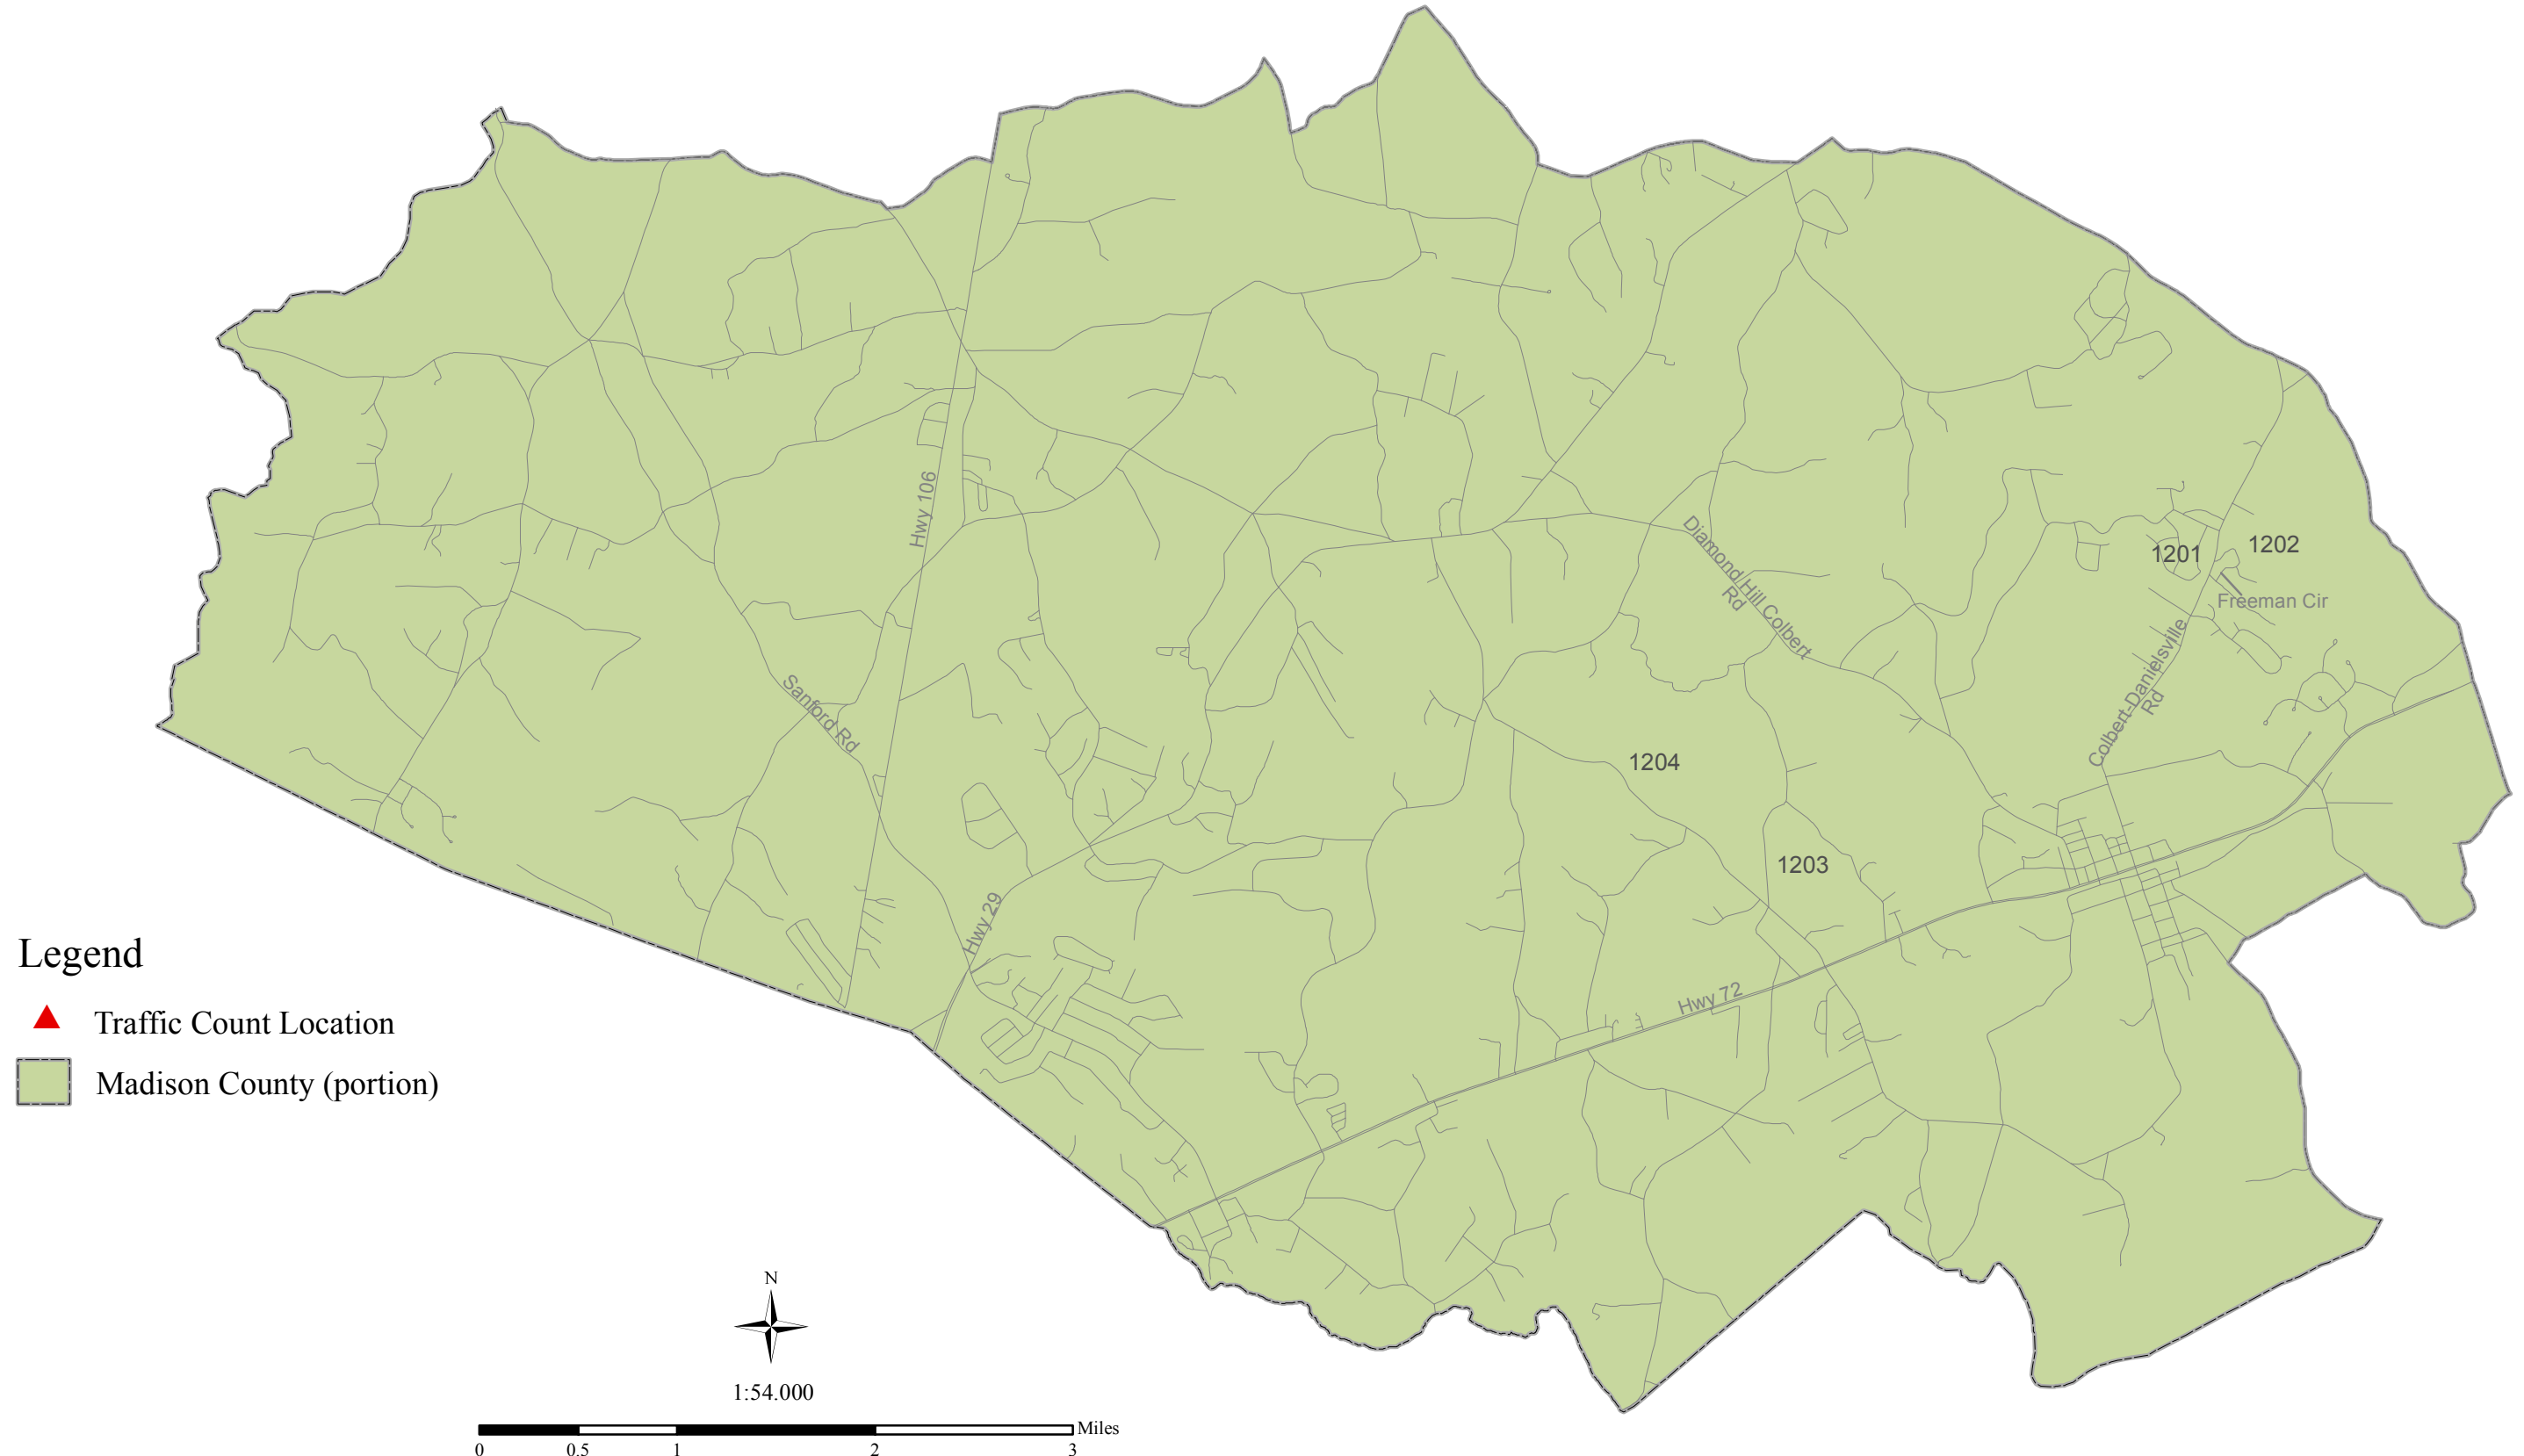 Hwy 106
Diamond Hill Colbert
Rd
1201
1202
Freeman Cir
Colbert-Danielsville
Rd
Sanford Rd
1204
1203
Hwy 29
Hwy 72
Legend
Traffic Count Location
Madison County (portion)
N
1:54.000
Miles
0 0.5 1 2 3